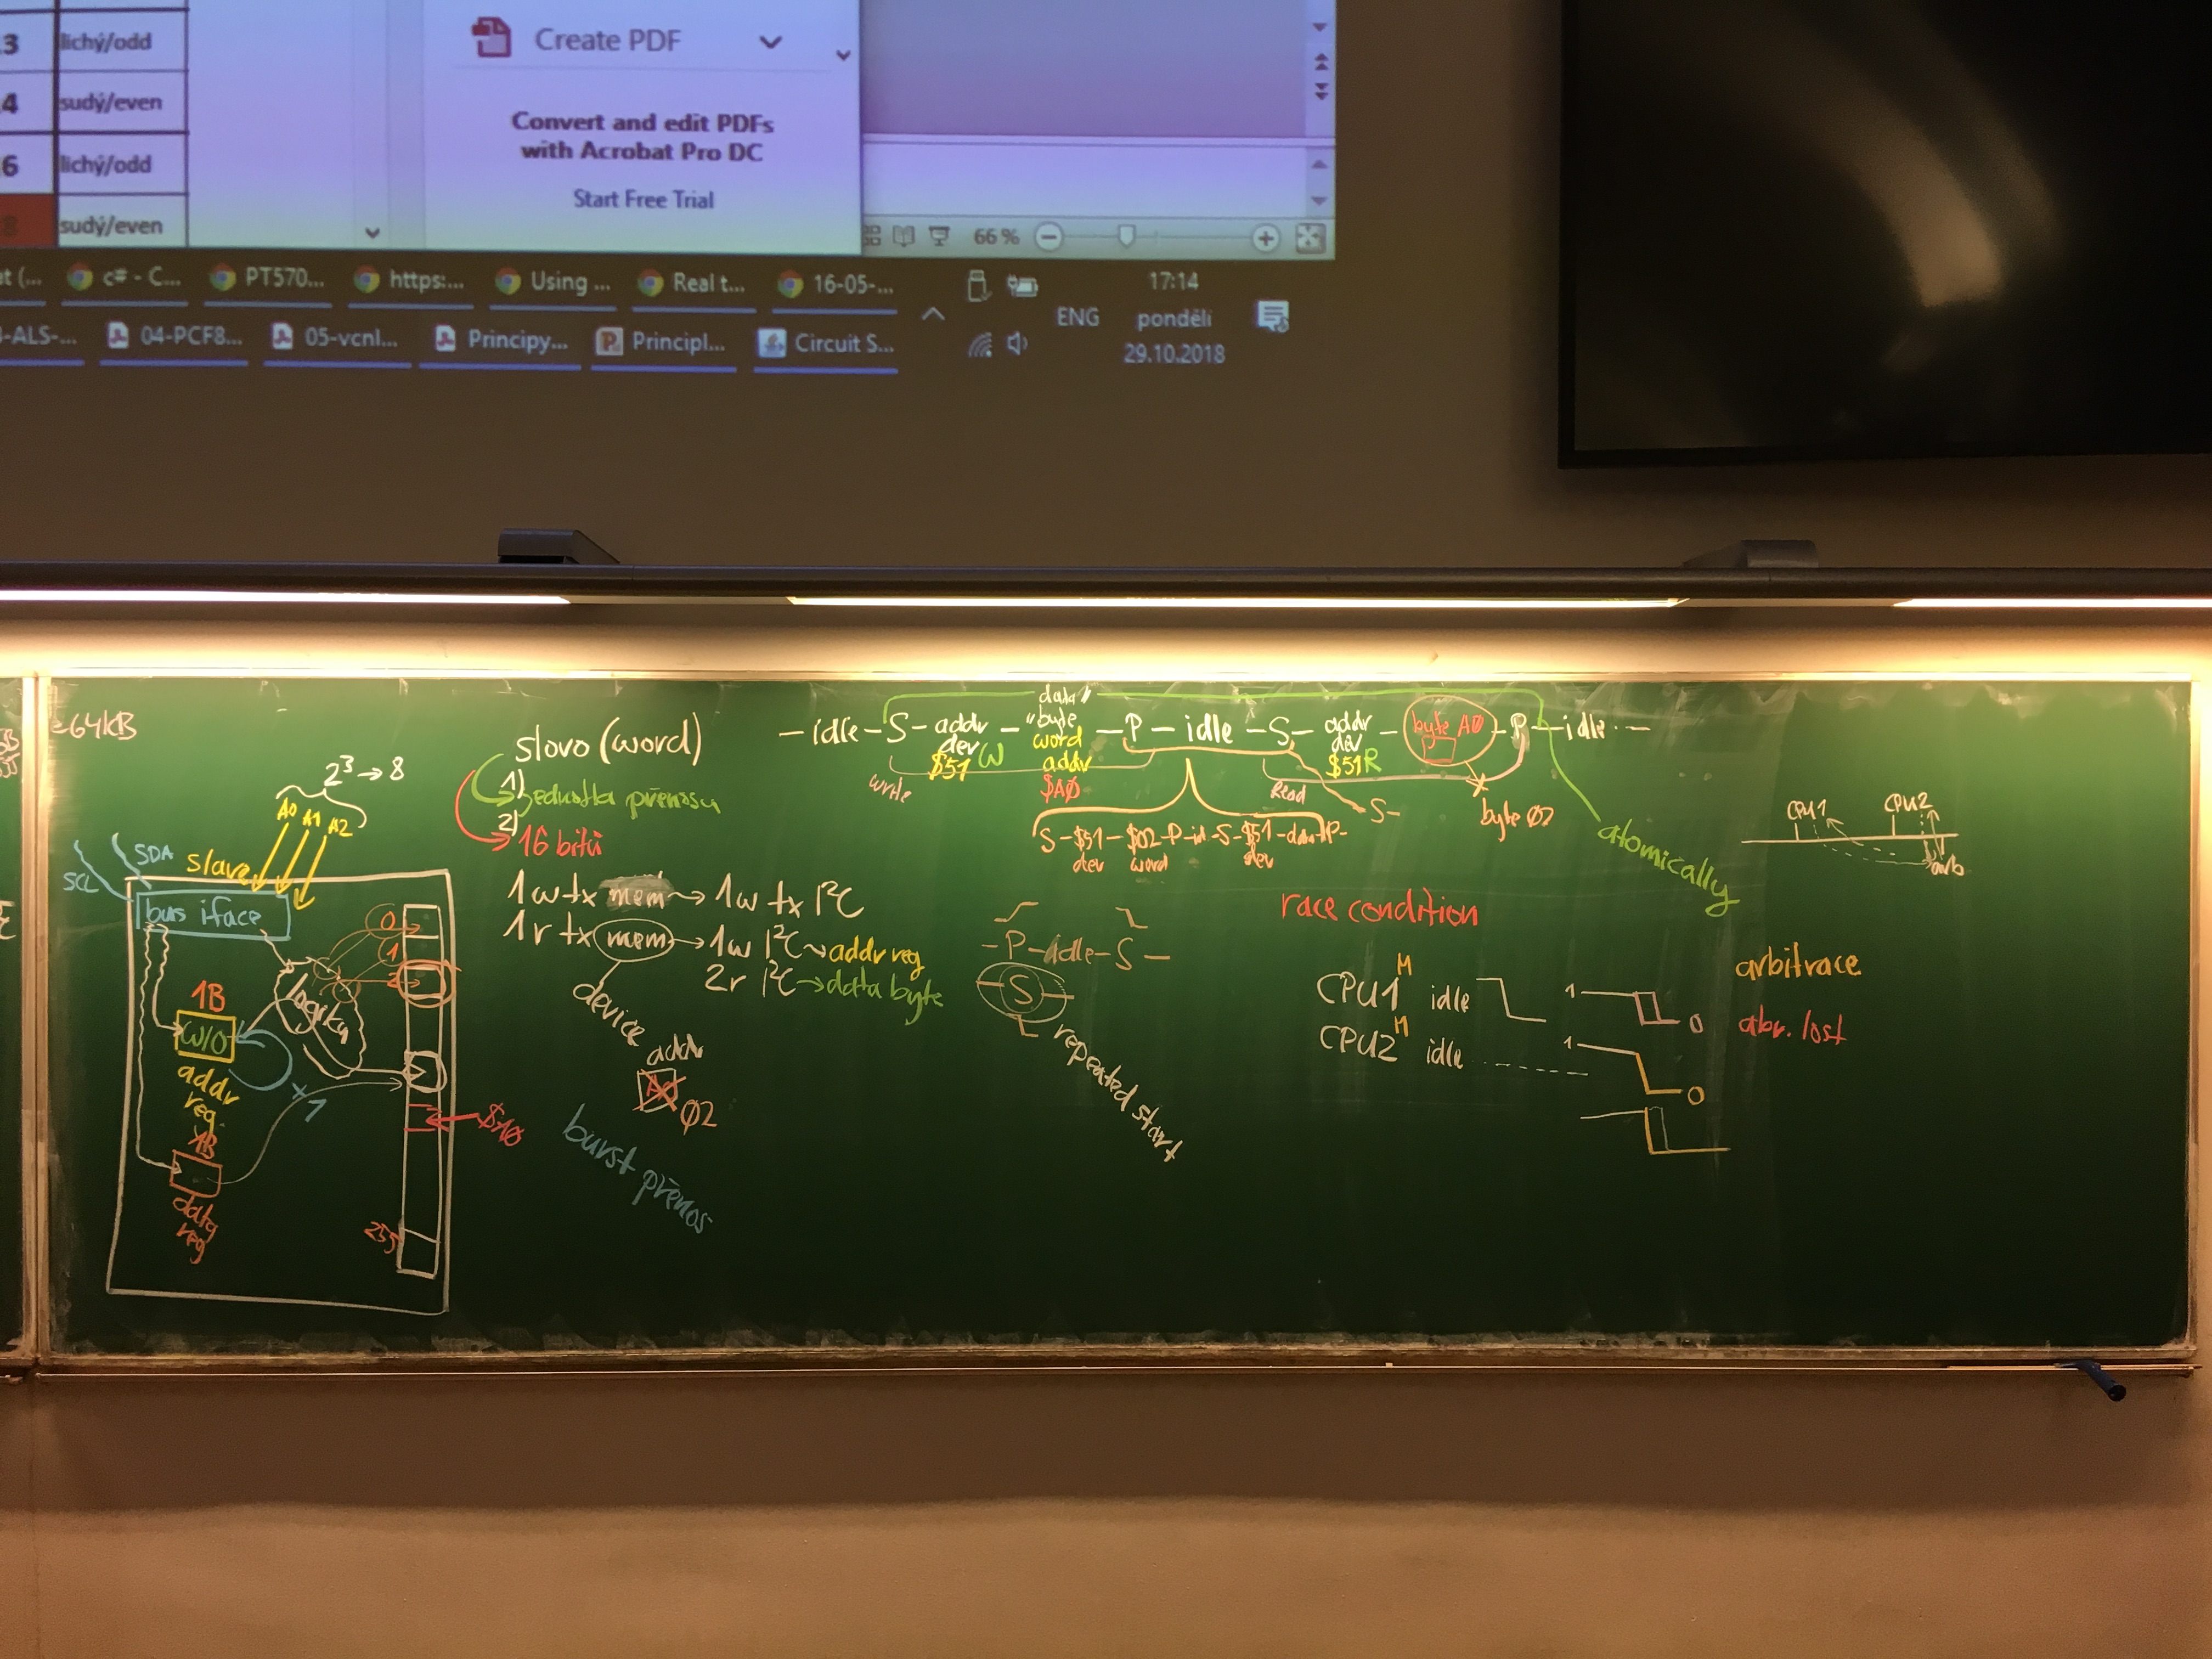 3 lichý/odd
4 sudý/even
6 lichý/odd
8 sudý/even
Create PDF
Convert and edit PDFs
with Acrobat Pro DC
Start Free Trial
66 %
c# - C...
PT570...
https:...
Using ...
Real t...
16-05-...
-ALS-...
04-PCF8...
05-vcnl...
Principy...
Principl...
Circuit S...
ENG
17:14
pondělí
29.10.2018
64kB
2³ → 8
A0 A1 A2
SDA
SCL
slave
bus iface
0
1
2
1B
W/O
addr
reg
logika
+1
1B
data
reg
$A0
255
slovo (word)
1) jednotka přenosu
2) 16 bitů
1w tx mem → 1w tx I²C
1r tx mem → 1w I²C → addr reg
2r I²C → data byte
device
addr
A0 02
burst přenos
– idle – S – addr dev $51 W – data "byte" word addr $A0 – P – idle – S – addr dev $51 R – byte A0 – P – idle –
write
Read
S-
byte 02
S - $51 - $02 - P - id - S - $51 - data - P-
dev word dev
atomically
– P – idle – S –
S
repeated start
race condition
CPU1 M idle
CPU2 M idle
1 0
1 0
arbitrace
abr. lost
CPU1 CPU2
arb